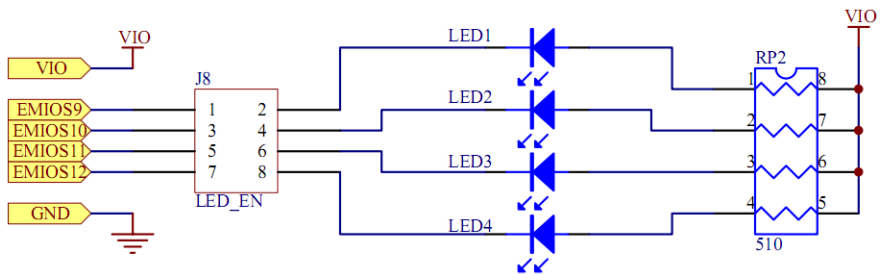 VIO
VIO
VIO
LED1
J8
RP2
1
8
EMIOS9
1
2
LED2
EMIOS10
3
4
2
7
EMIOS11
5
6
LED3
3
6
EMIOS12
7
8
LED_EN
4
5
GND
LED4
510